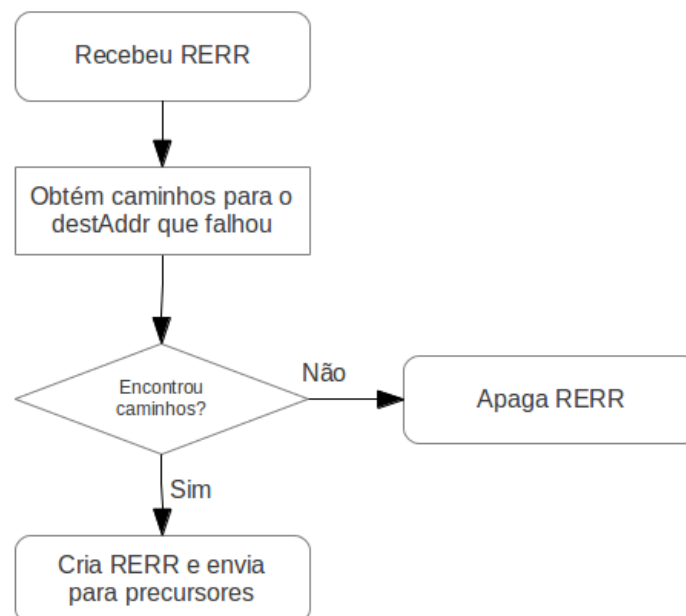 Recebeu RERR
Obtém caminhos para o
destAddr que falhou
Encontrou
caminhos?
Não
Apaga RERR
Sim
Cria RERR e envia
para precursores